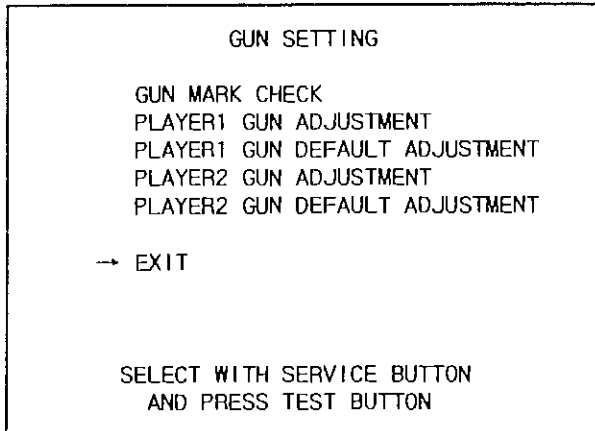 GUN SETTING
GUN MARK CHECK
PLAYER1 GUN ADJUSTMENT
PLAYER1 GUN DEFAULT ADJUSTMENT
PLAYER2 GUN ADJUSTMENT
PLAYER2 GUN DEFAULT ADJUSTMENT
→ EXIT
SELECT WITH SERVICE BUTTON
AND PRESS TEST BUTTON